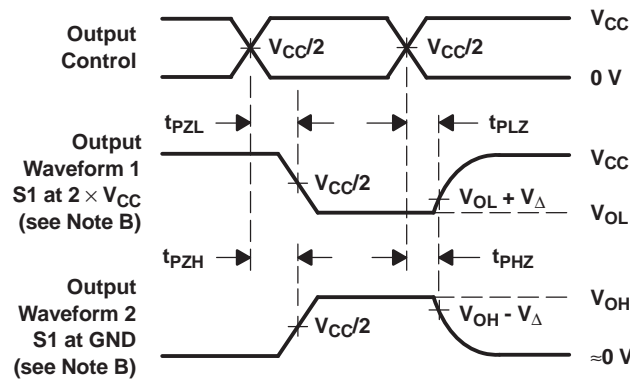 Output
Control
V_CC/2
V_CC/2
V_CC
0 V
t_PZL
t_PLZ
Output
Waveform 1
S1 at 2 × V_CC
(see Note B)
V_CC/2
V_CC
V_OL + V_Δ
V_OL
t_PZH
t_PHZ
Output
Waveform 2
S1 at GND
(see Note B)
V_CC/2
V_OH
V_OH - V_Δ
≈0 V